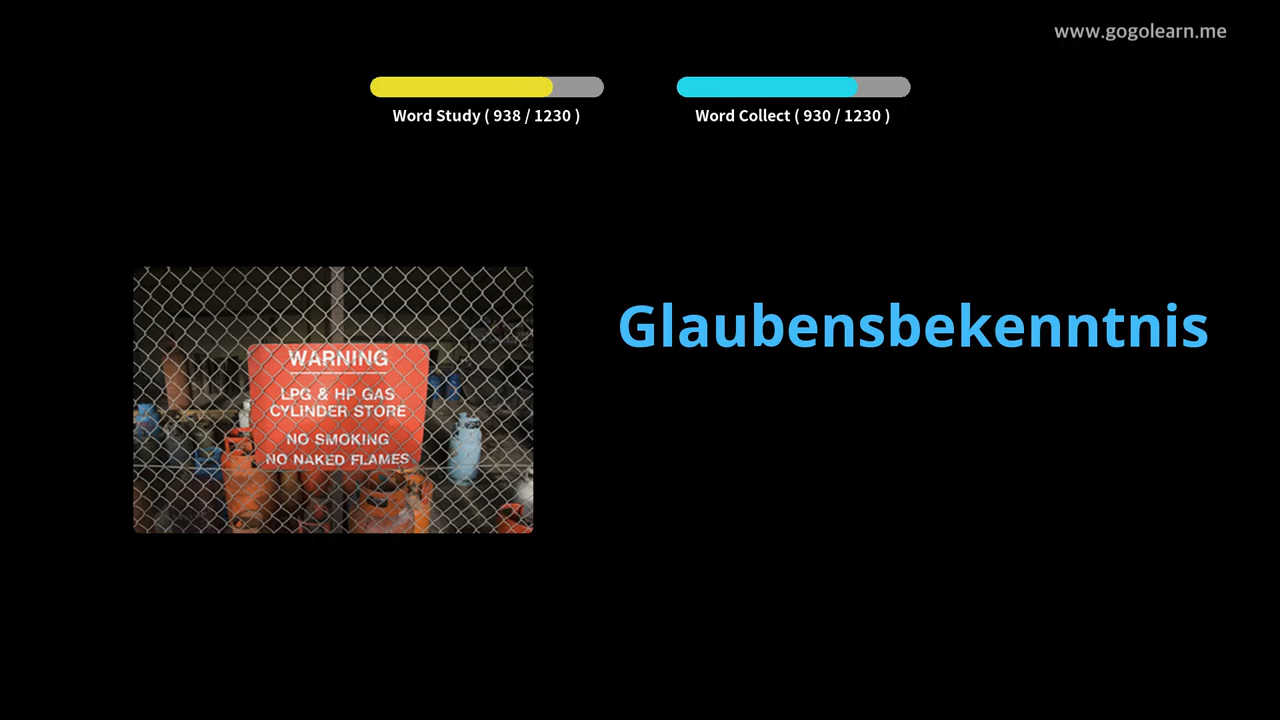 www.gogolearn.me
Word Study ( 938 / 1230 )
Word Collect ( 930 / 1230 )
Glaubensbekenntnis
WARNING
LPG & HP GAS
CYLINDER STORE
NO SMOKING
NO NAKED FLAMES